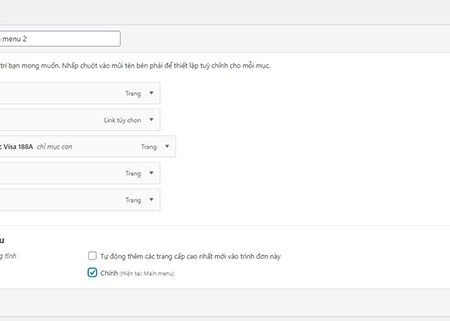 menu 2
trí bạn mong muốn. Nhấp chuột vào mũi tên bên phải để thiết lập tuỳ chỉnh cho mỗi mục.
Trang
Link tùy chọn
Visa 188A chỉ mục con Trang
Trang
Trang
Tự động thêm các trang cấp cao nhất mới vào trình đơn này
Chính (Hiện tại: Main menu)